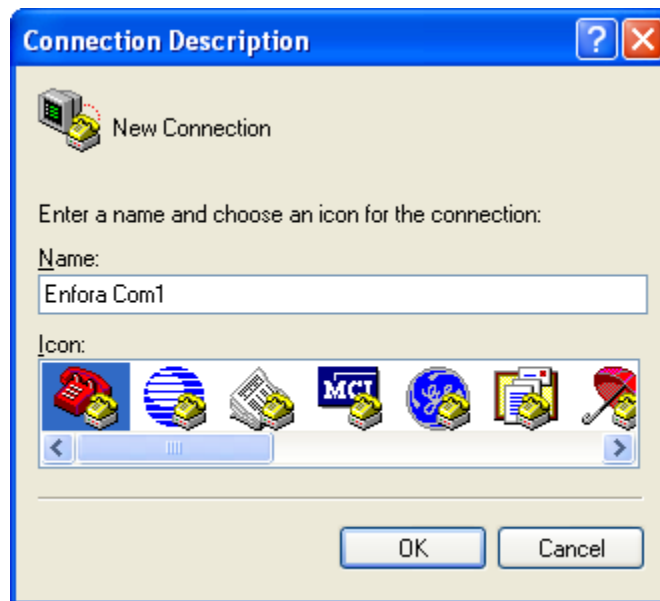 Connection Description
New Connection
Enter a name and choose an icon for the connection:
Name:
Enfora Com1
Icon:
MCI
OK
Cancel